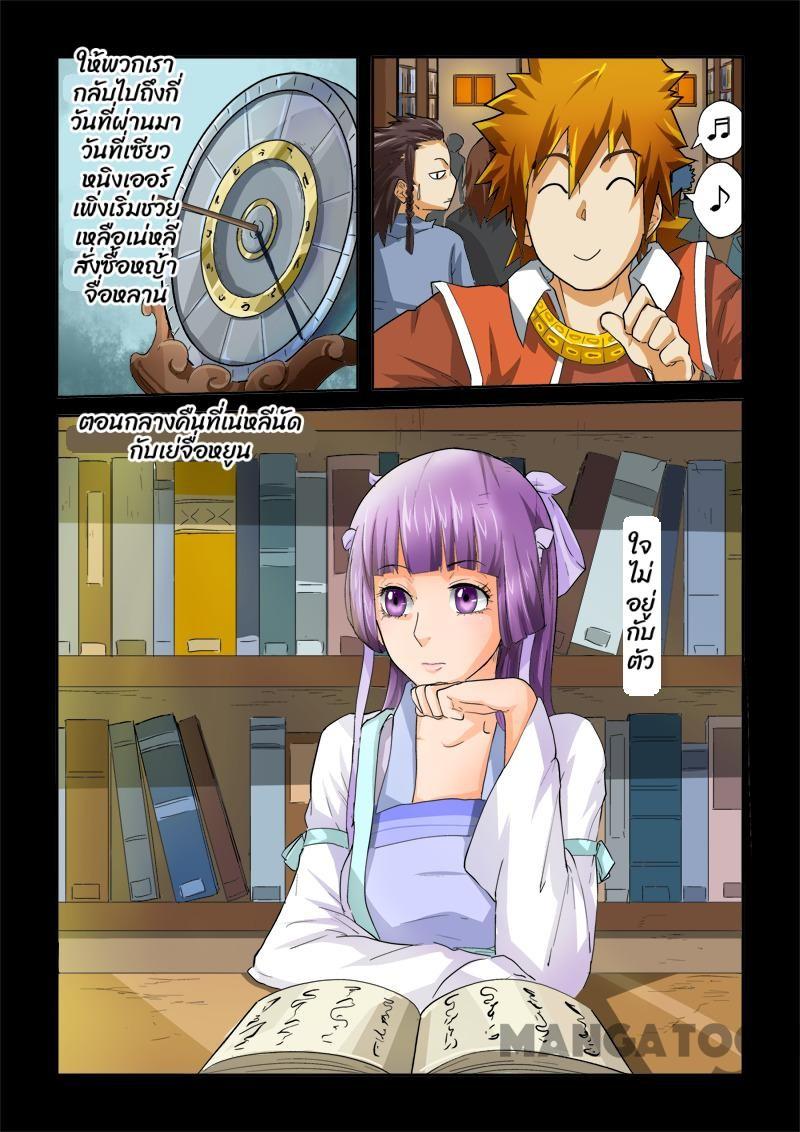 ให้พวกเรา
กลับไปถึงกี่
วันที่ผ่านมา
วันที่เซียว
หนิงเออร์
เพิ่งเริ่มช่วย
เหลือเน่หลี
สั่งซื้อหญ้า
จื่อหลาน
ตอนกลางคืนที่เน่หลีนัด
กับเย่จื่อหยูน
ใจ
ไม่
อยู่
กับ
ตัว
MANGATOO